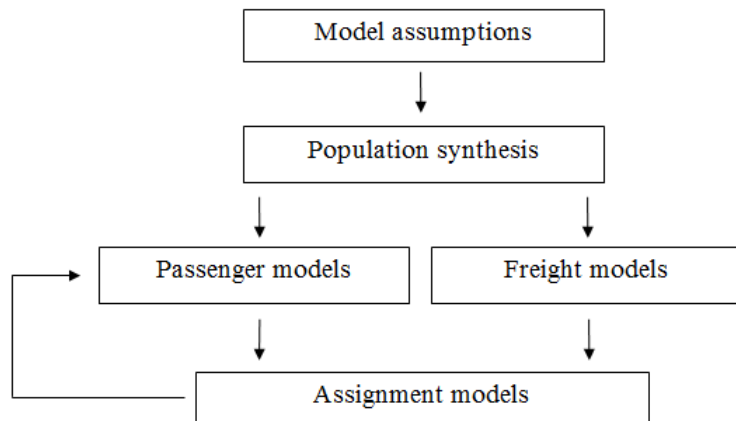 Model assumptions
Population synthesis
Passenger models
Freight models
Assignment models